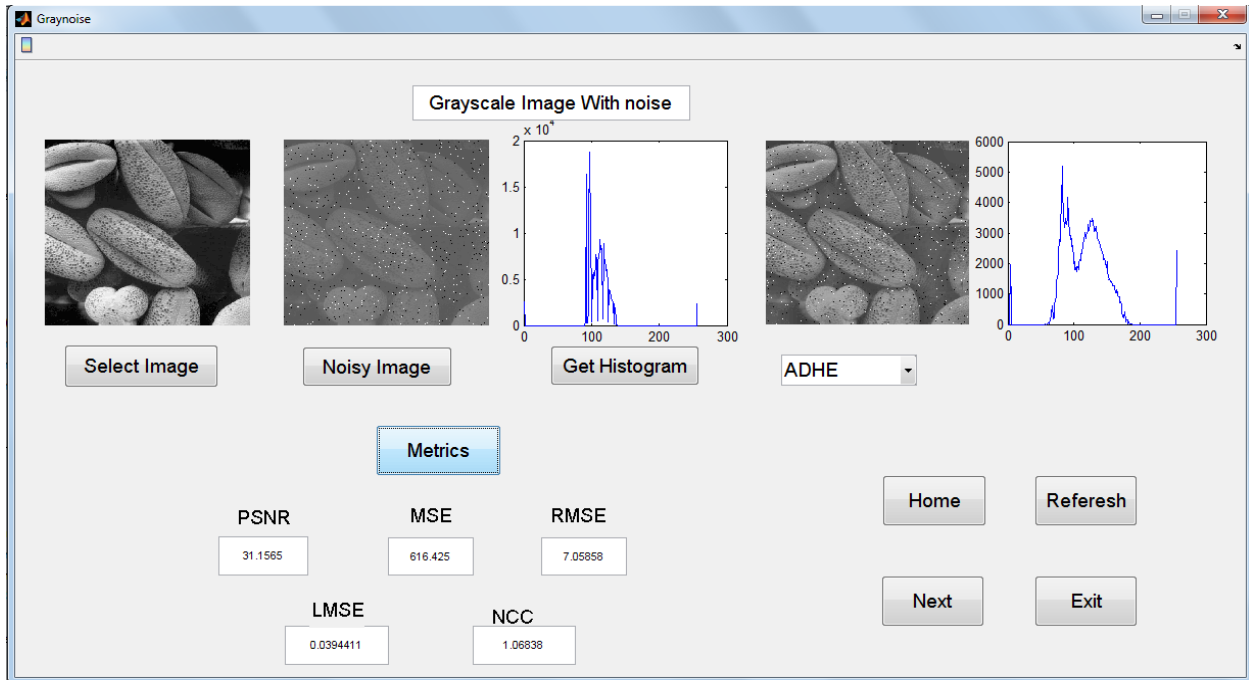 Graynoise
Grayscale Image With noise
x 10^4
2
1.5
1
0.5
0
0 100 200 300
6000
5000
4000
3000
2000
1000
0
0 100 200 300
Select Image
Noisy Image
Get Histogram
ADHE
Metrics
PSNR MSE RMSE
31.1565 616.425 7.05858
LMSE NCC
0.0394411 1.06838
Home Referesh
Next Exit